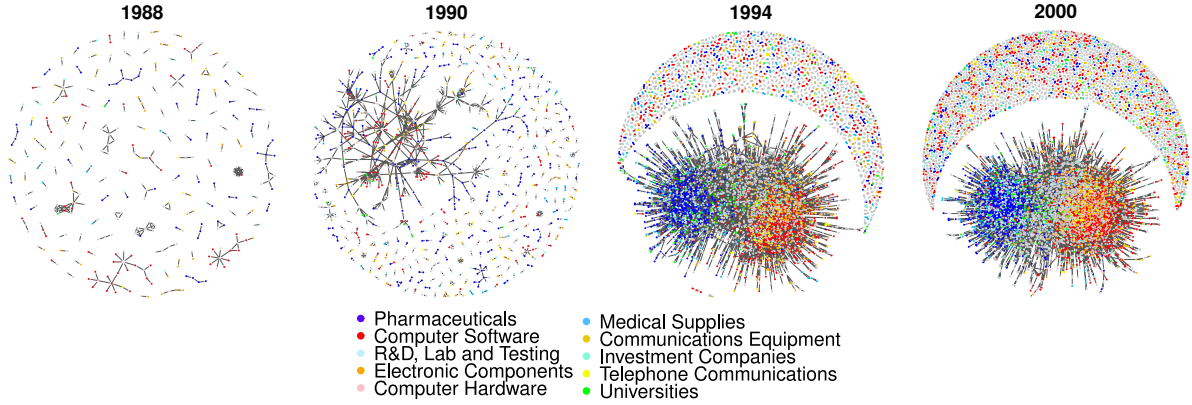 1988
1990
1994
2000
Pharmaceuticals
Computer Software
R&D, Lab and Testing
Electronic Components
Computer Hardware
Medical Supplies
Communications Equipment
Investment Companies
Telephone Communications
Universities